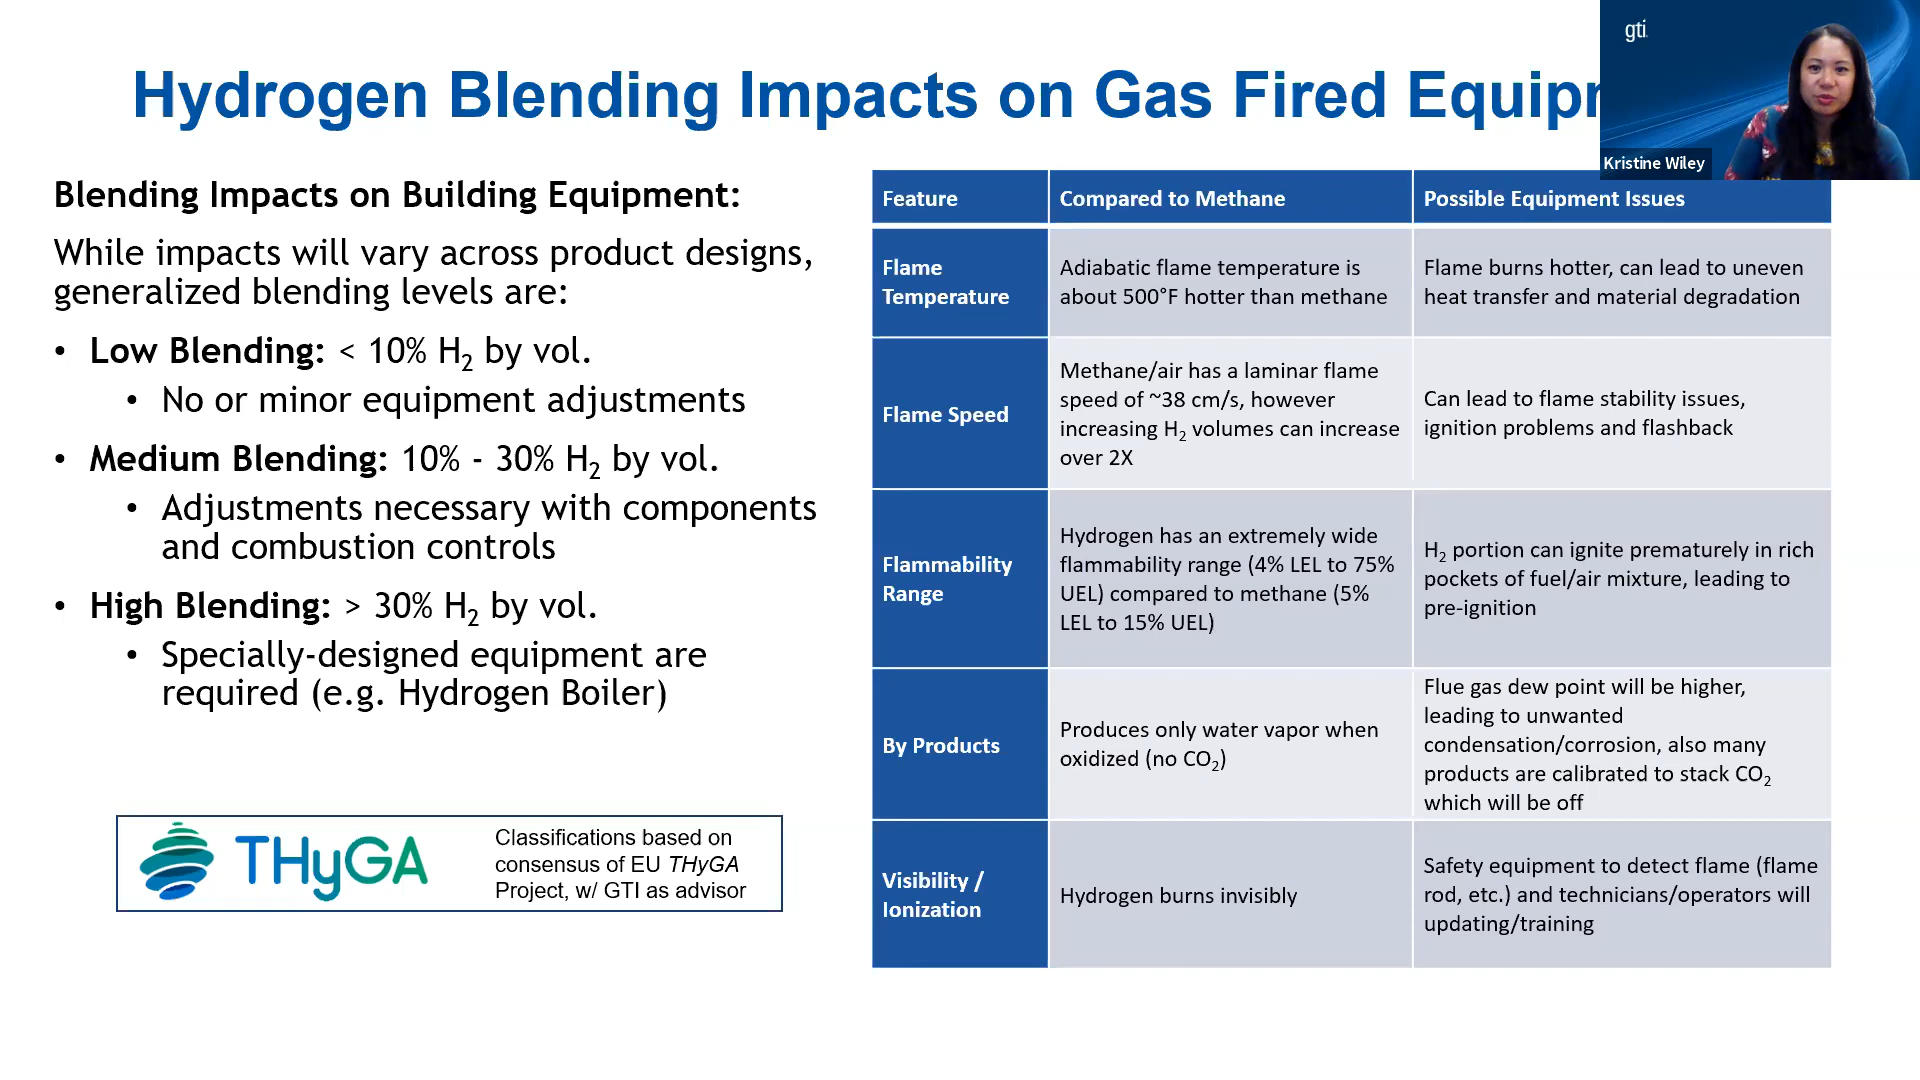 Hydrogen Blending Impacts on Gas Fired
gti
Kristine Wiley
Blending Impacts on Building Equipment:
While impacts will vary across product designs,
generalized blending levels are:
• Low Blending: < 10% H2 by vol.
• No or minor equipment adjustments
• Medium Blending: 10% - 30% H2 by vol.
• Adjustments necessary with components
and combustion controls
• High Blending: > 30% H2 by vol.
• Specially-designed equipment are
required (e.g. Hydrogen Boiler)
THyGA
Classifications based on
consensus of EU THyGA
Project, w/ GTI as advisor
Feature
Compared to Methane
Possible Equipment Issues
Flame
Temperature
Adiabatic flame temperature is
about 500°F hotter than methane
Flame burns hotter, can lead to uneven
heat transfer and material degradation
Flame Speed
Methane/air has a laminar flame
speed of ~38 cm/s, however
increasing H2 volumes can increase
over 2X
Can lead to flame stability issues,
ignition problems and flashback
Flammability
Range
Hydrogen has an extremely wide
flammability range (4% LEL to 75%
UEL) compared to methane (5%
LEL to 15% UEL)
H2 portion can ignite prematurely in rich
pockets of fuel/air mixture, leading to
pre-ignition
By Products
Produces only water vapor when
oxidized (no CO2)
Flue gas dew point will be higher,
leading to unwanted
condensation/corrosion, also many
products are calibrated to stack CO2
which will be off
Visibility /
Ionization
Hydrogen burns invisibly
Safety equipment to detect flame (flame
rod, etc.) and technicians/operators will
updating/training